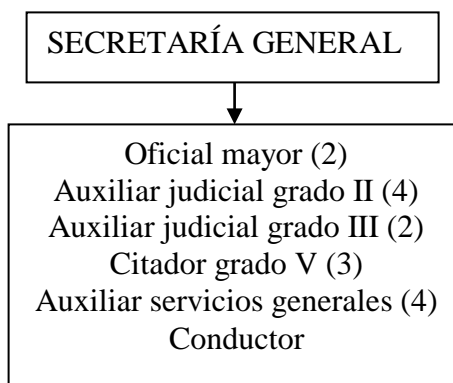 SECRETARÍA GENERAL
Oficial mayor (2)
Auxiliar judicial grado II (4)
Auxiliar judicial grado III (2)
Citador grado V (3)
Auxiliar servicios generales (4)
Conductor